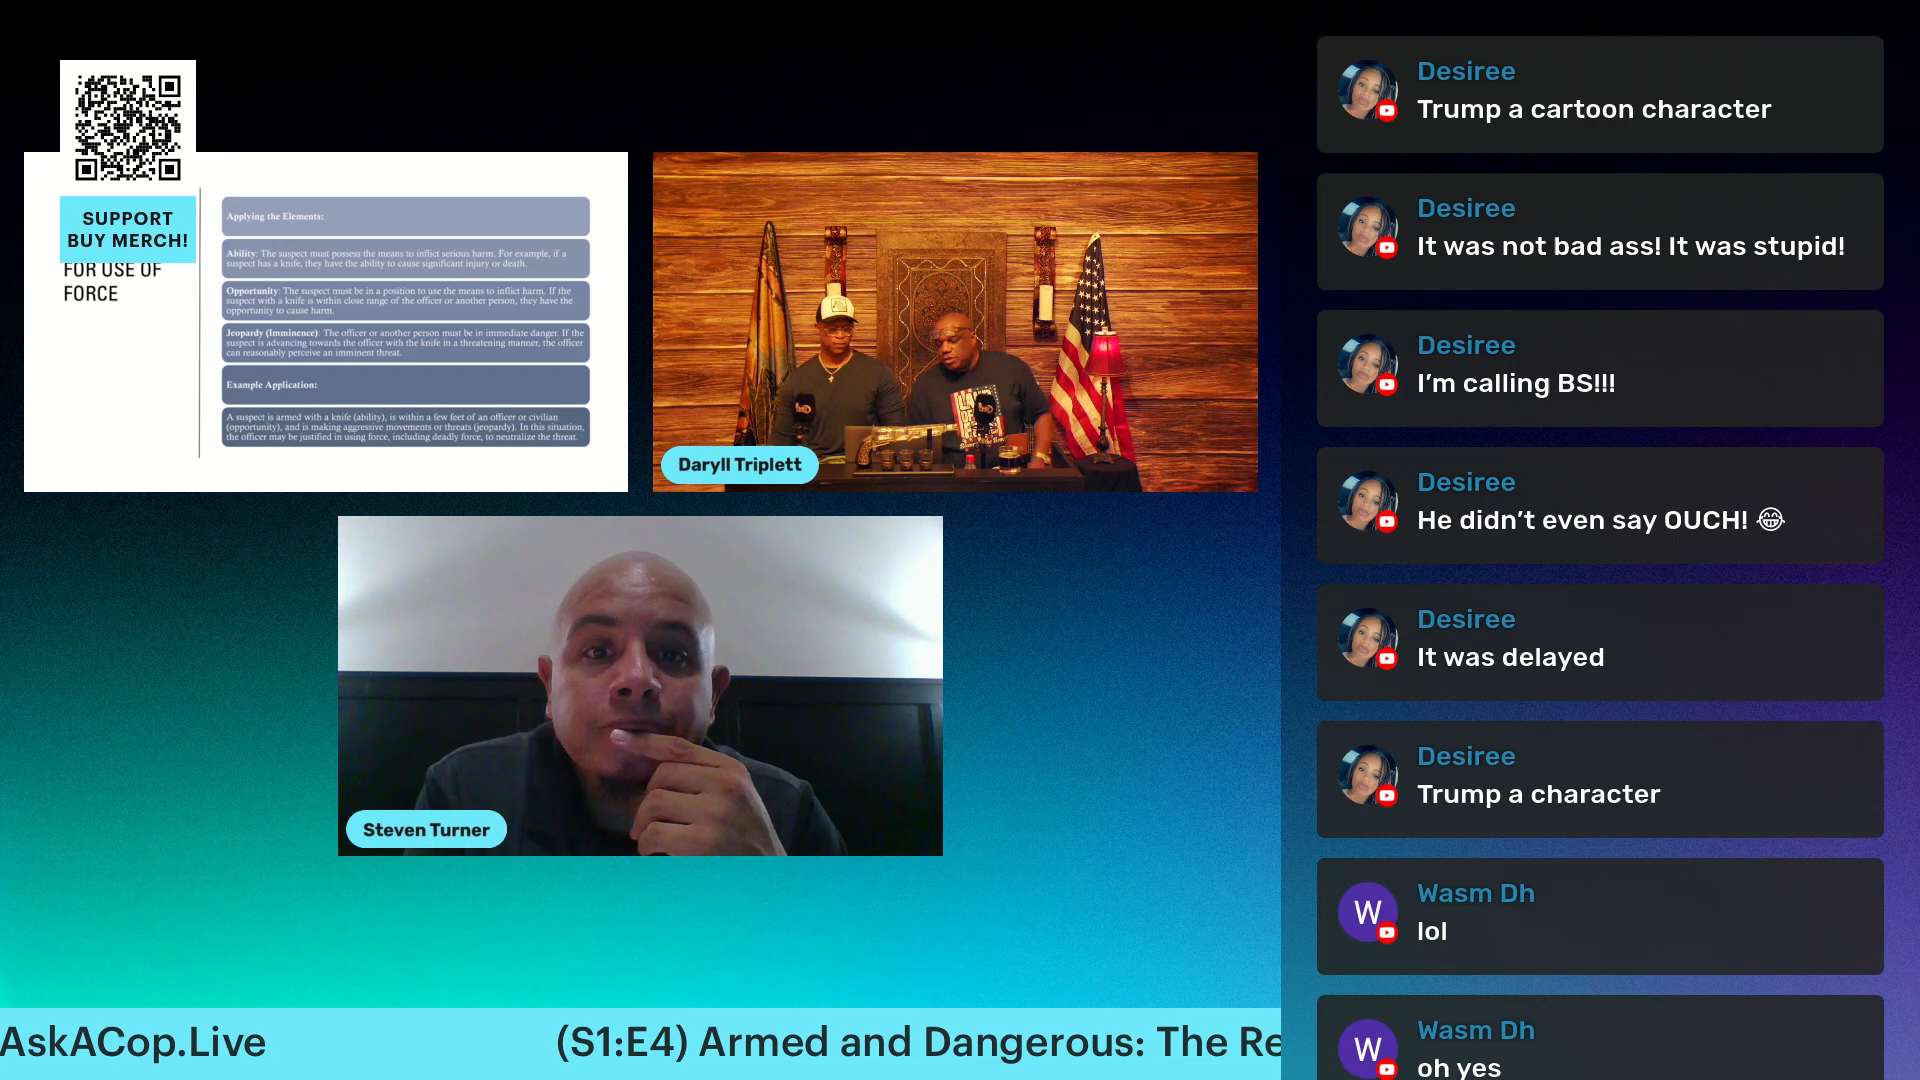 SUPPORT
BUY MERCH!
FOR USE OF
FORCE
Applying the Elements:
Ability: The suspect must possess the means to inflict serious harm. For example, if a
suspect has a knife, they have the ability to cause significant injury or death.
Opportunity: The suspect must be in a position to use the means to inflict harm. If the
suspect with a knife is within close range of the officer or another person, they have the
opportunity to cause harm.
Jeopardy (Imminence): The officer or another person must be in immediate danger. If the
suspect is advancing towards the officer with the knife in a threatening manner, the officer
can reasonably perceive an imminent threat.
Example Application:
A suspect is armed with a knife (ability), is within a few feet of an officer or civilian
(opportunity), and is making aggressive movements or threats (jeopardy). In this situation,
the officer may be justified in using force, including deadly force, to neutralize the threat.
Daryll Triplett
Steven Turner
AskACop.Live
(S1:E4) Armed and Dangerous: The Re
Desiree
Trump a cartoon character
Desiree
It was not bad ass! It was stupid!
Desiree
I’m calling BS!!!
Desiree
He didn’t even say OUCH! 😂
Desiree
It was delayed
Desiree
Trump a character
W
Wasm Dh
lol
W
Wasm Dh
oh yes